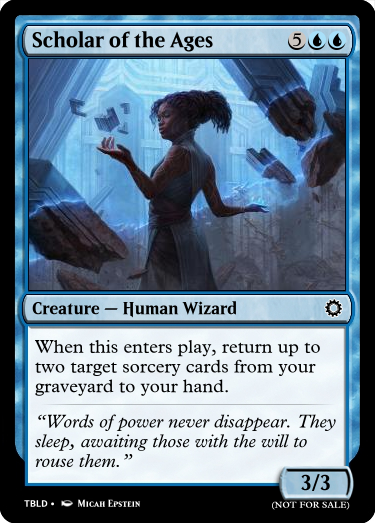 Scholar of the Ages 5
Creature — Human Wizard
When this enters play, return up to
two target sorcery cards from your
graveyard to your hand.
“Words of power never disappear. They
sleep, awaiting those with the will to
rouse them.”
3/3
TBLD • Micah Epstein
(NOT FOR SALE)